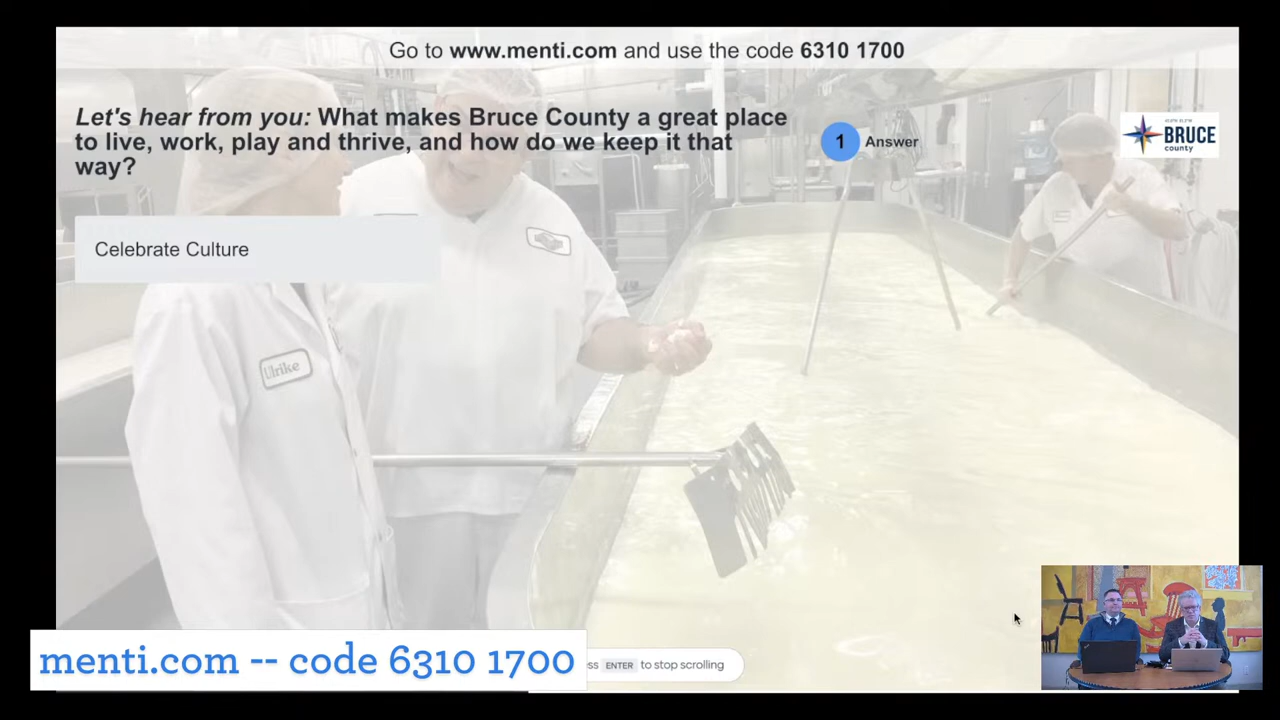 Go to www.menti.com and use the code 6310 1700
Let's hear from you: What makes Bruce County a great place
to live, work, play and thrive, and how do we keep it that
way?
1 Answer
BRUCE
county
Celebrate Culture
Ulrike
menti.com -- code 6310 1700
ss ENTER to stop scrolling